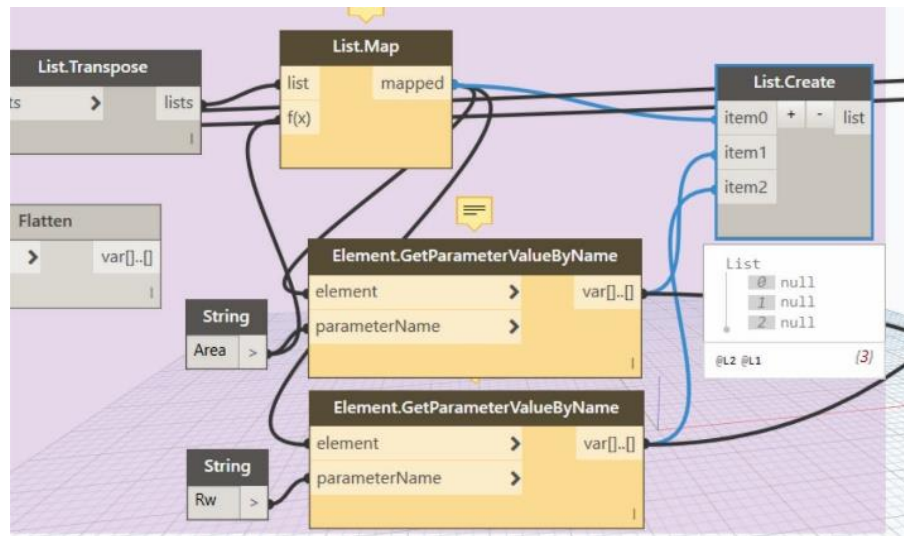 List.Map
List.Transpose
list
mapped
List.Create
ts
>
lists
f(x)
item0
+
-
list
item1
item2
Flatten
>
var[]..[]
Element.GetParameterValueByName
element
>
var[]..[]
String
parameterName
>
Area
>
List
0 null
1 null
2 null
@L2 @L1
{3}
Element.GetParameterValueByName
element
>
var[]..[]
String
parameterName
>
Rw
>